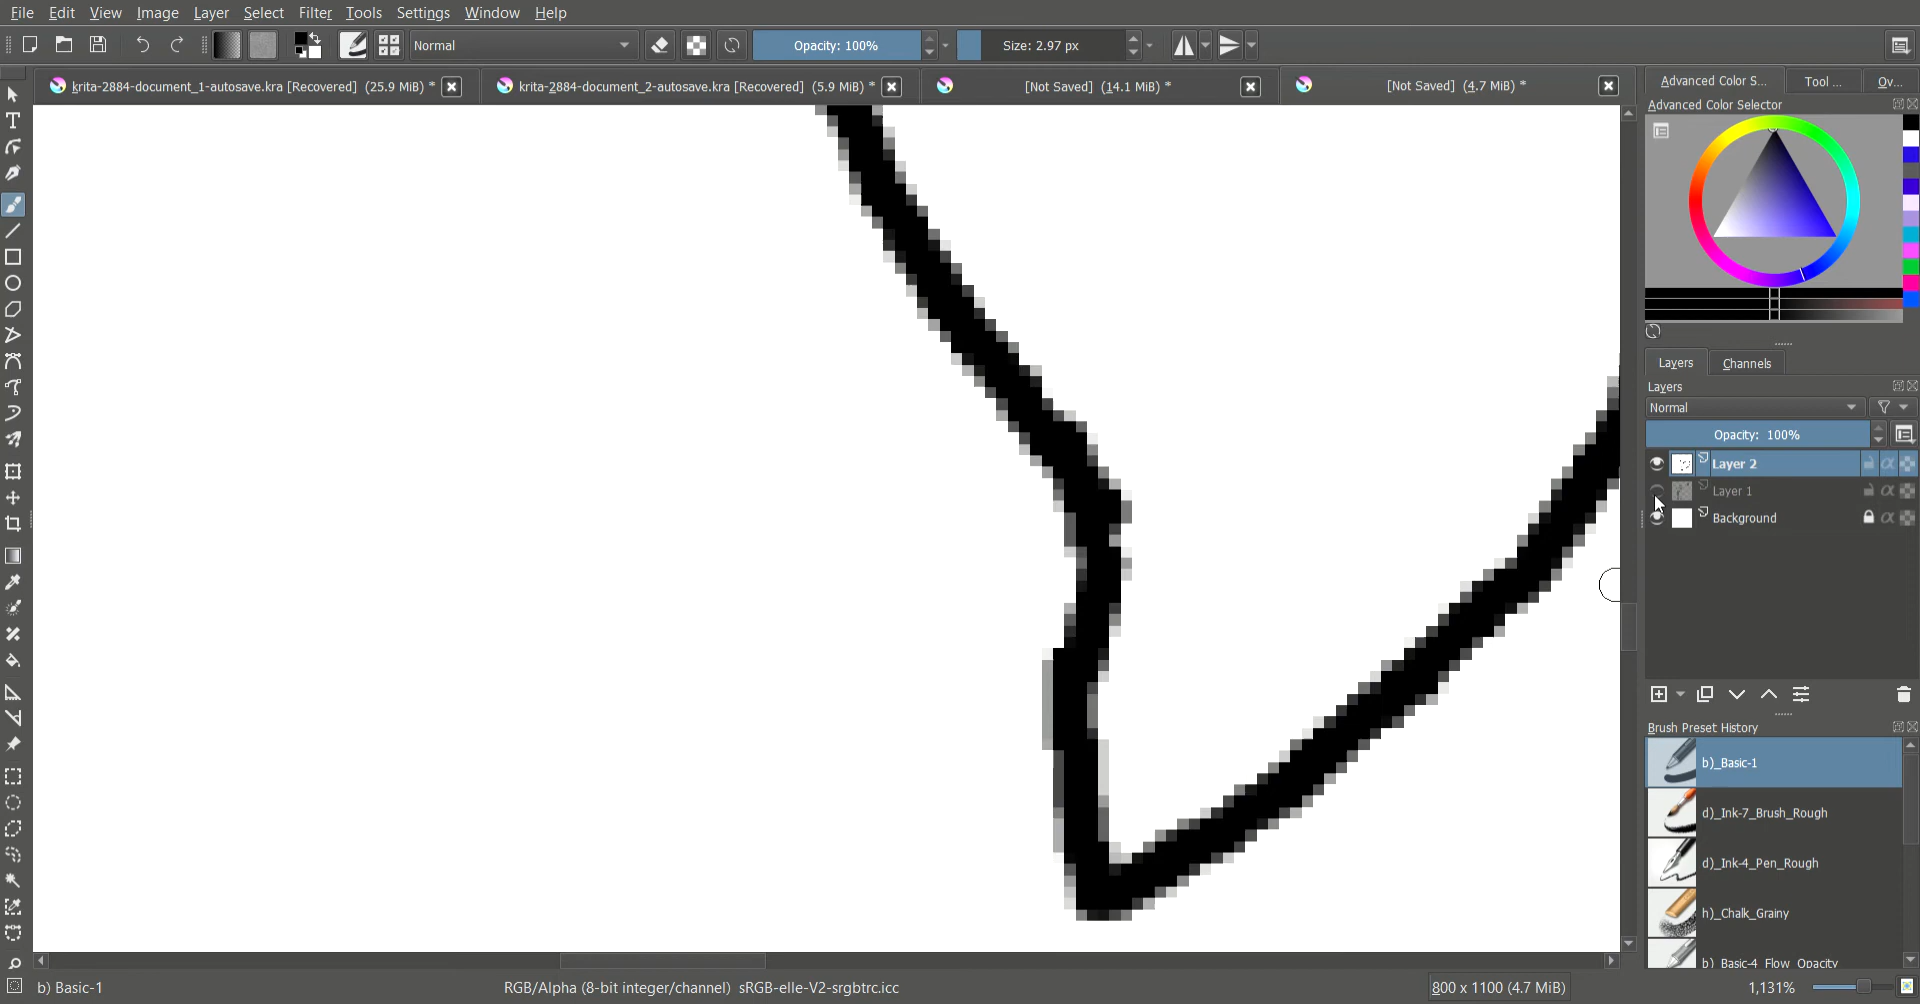 File Edit View Image Layer Select Filter Tools Settings Window Help
Normal Opacity: 100% Size: 2.97 px
krita-2884-document_1-autosave.kra [Recovered] (25.9 MiB) * krita-2884-document_2-autosave.kra [Recovered] (5.9 MiB) * [Not Saved] (14.1 MiB) * [Not Saved] (4.7 MiB) * Advanced Color S... Tool ... Ov...
Advanced Color Selector
Layers Channels
Layers
Normal
Opacity: 100%
Layer 2
Layer 1
Background
Brush Preset History
b)_Basic-1
d)_Ink-7_Brush_Rough
d)_Ink-4_Pen_Rough
h)_Chalk_Grainy
b)_Basic-4_Flow_Opacity
b) Basic-1 RGB/Alpha (8-bit integer/channel) sRGB-elle-V2-srgbtrc.icc 800 x 1100 (4.7 MiB) 1,131%